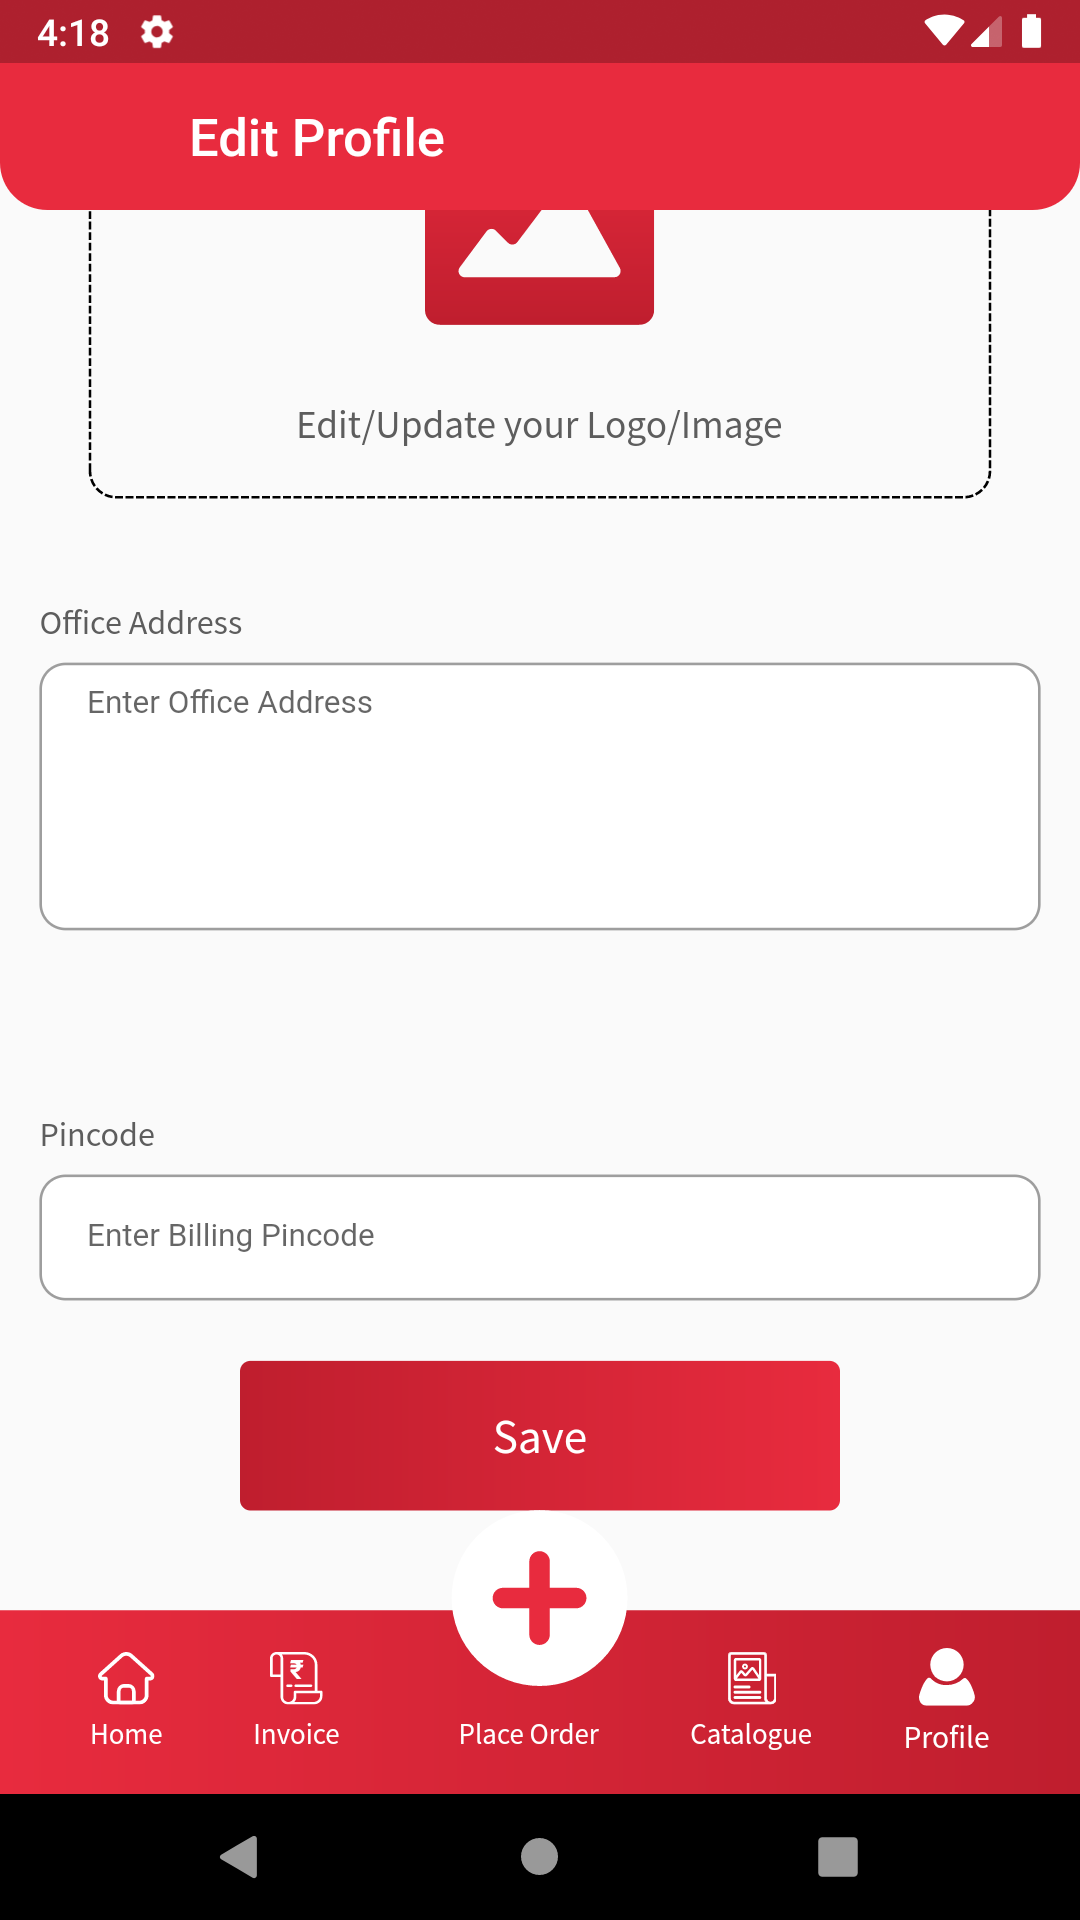 4:18
Edit Profile
Edit/Update your Logo/Image
Office Address
Enter Office Address
Pincode
Enter Billing Pincode
Save
₹
Home
Invoice
Place Order
Catalogue
Profile